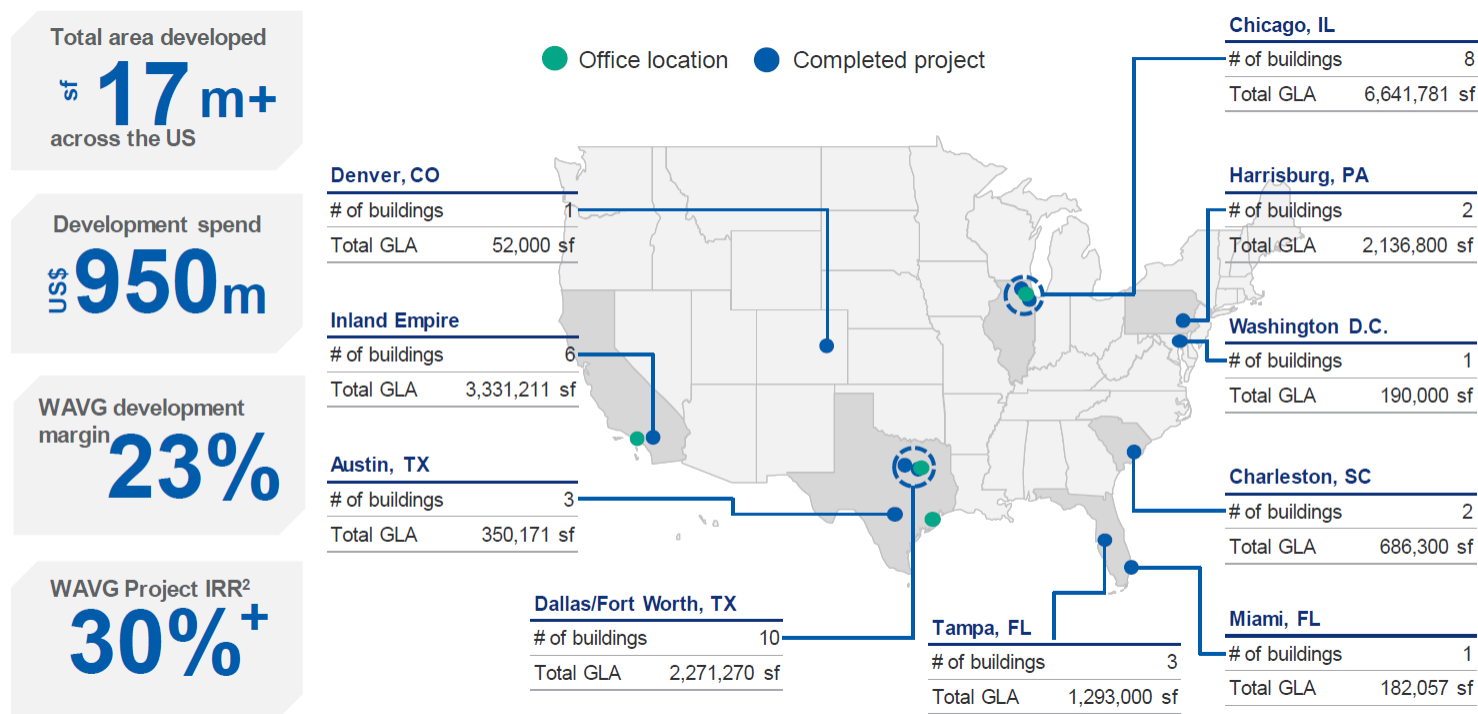 Total area developed
sf 17 m+
across the US
Development spend
US$ 950m
WAVG development
margin 23%
WAVG Project IRR²
30%+
Office location
Completed project
Denver, CO
# of buildings 1
Total GLA 52,000 sf
Inland Empire
# of buildings 6
Total GLA 3,331,211 sf
Austin, TX
# of buildings 3
Total GLA 350,171 sf
Dallas/Fort Worth, TX
# of buildings 10
Total GLA 2,271,270 sf
Tampa, FL
# of buildings 3
Total GLA 1,293,000 sf
Chicago, IL
# of buildings 8
Total GLA 6,641,781 sf
Harrisburg, PA
# of buildings 2
Total GLA 2,136,800 sf
Washington D.C.
# of buildings 1
Total GLA 190,000 sf
Charleston, SC
# of buildings 2
Total GLA 686,300 sf
Miami, FL
# of buildings 1
Total GLA 182,057 sf